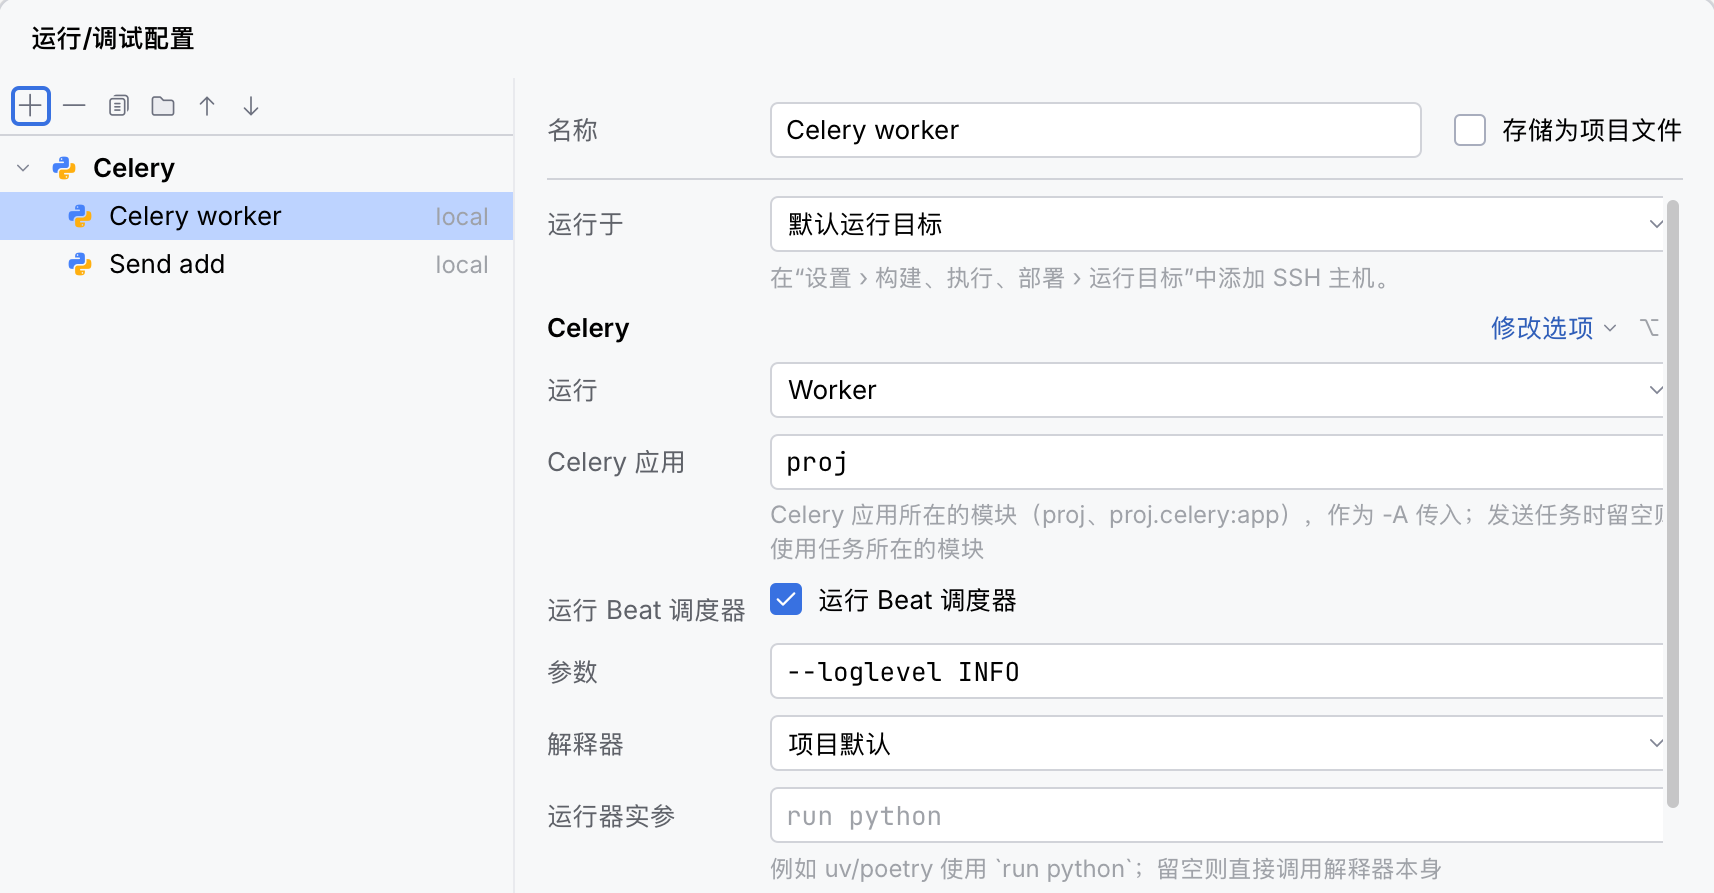 运行/调试配置
Celery
Celery worker local
Send add local
名称 Celery worker 存储为项目文件
运行于 默认运行目标
在“设置 › 构建、执行、部署 › 运行目标”中添加 SSH 主机。
Celery 修改选项 ⌥
运行 Worker
Celery 应用 proj
Celery 应用所在的模块（proj、proj.celery:app），作为 -A 传入；发送任务时留空则
使用任务所在的模块
运行 Beat 调度器 运行 Beat 调度器
参数 --loglevel INFO
解释器 项目默认
运行器实参 run python
例如 uv/poetry 使用 `run python`；留空则直接调用解释器本身